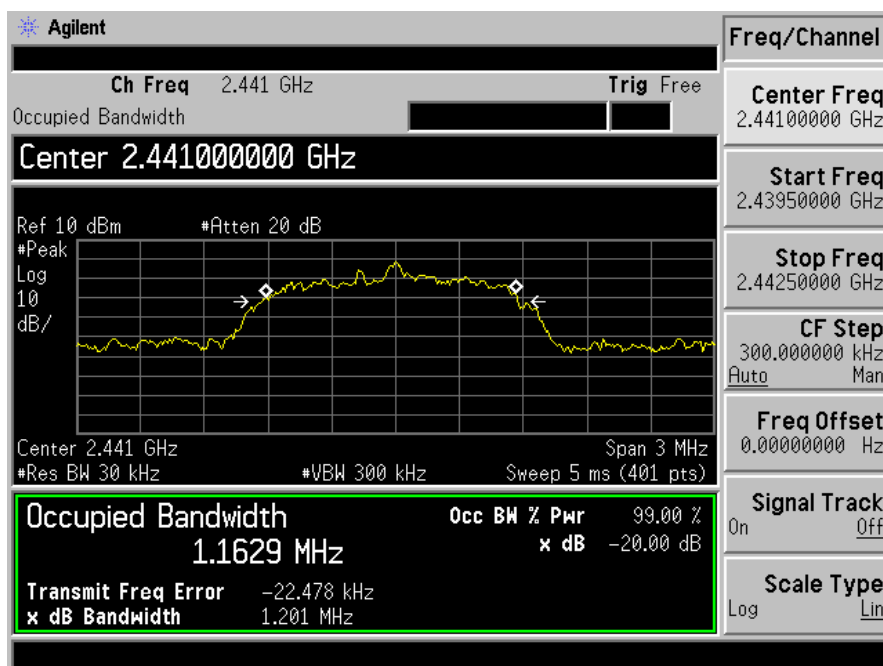 Agilent
Freq/Channel
Ch Freq 2.441 GHz Trig Free
Occupied Bandwidth
Center 2.441000000 GHz
Center Freq
2.44100000 GHz
Start Freq
2.43950000 GHz
Stop Freq
2.44250000 GHz
CF Step
300.000000 kHz
Auto Man
Freq Offset
0.00000000 Hz
Signal Track
On Off
Scale Type
Log Lin
Ref 10 dBm #Atten 20 dB
#Peak
Log
10
dB/
Center 2.441 GHz Span 3 MHz
#Res BW 30 kHz #VBW 300 kHz Sweep 5 ms (401 pts)
Occupied Bandwidth Occ BW % Pwr 99.00 %
1.1629 MHz x dB -20.00 dB
Transmit Freq Error -22.478 kHz
x dB Bandwidth 1.201 MHz